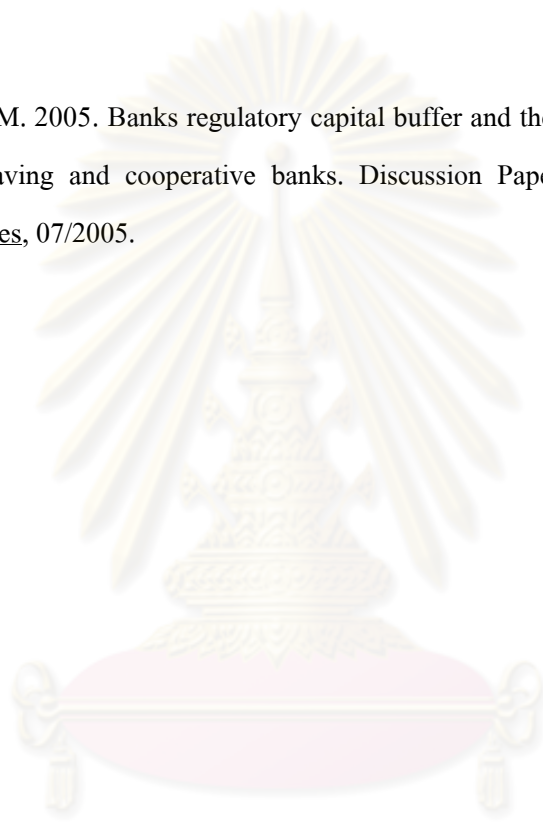 M. 2005. Banks regulatory capital buffer and the
aving and cooperative banks. Discussion Pape
es, 07/2005.